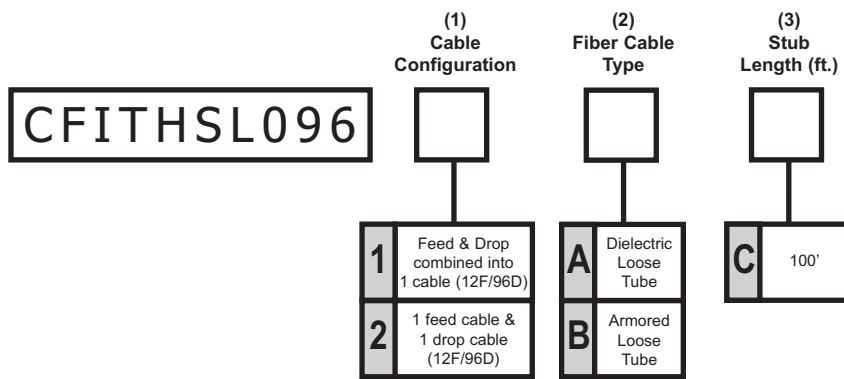 (1)
Cable
Configuration
(2)
Fiber Cable
Type
(3)
Stub
Length (ft.)
CFITHSL096
1
Feed & Drop
combined into
1 cable (12F/96D)
2
1 feed cable &
1 drop cable
(12F/96D)
A
Dielectric
Loose
Tube
B
Armored
Loose
Tube
C
100’